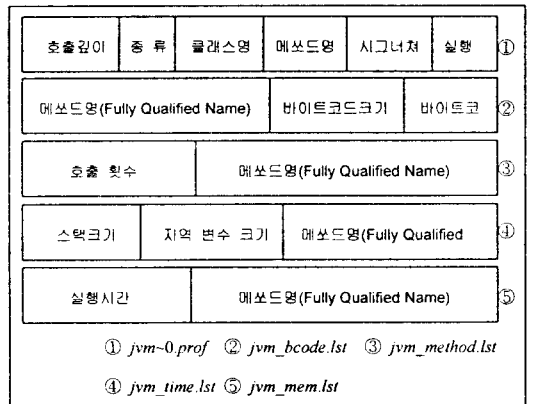 호출깊이 종 류 클래스명 메쏘드명 시그너쳐 실행 ①
메쏘드명(Fully Qualified Name) 바이트코드크기 바이트코 ②
호출 횟수 메쏘드명(Fully Qualified Name) ③
스택크기 지역 변수 크기 메쏘드명(Fully Qualified ④
실행시간 메쏘드명(Fully Qualified Name) ⑤
① jvm~0.prof ② jvm_bcode.lst ③ jvm_method.lst
④ jvm_time.lst ⑤ jvm_mem.lst